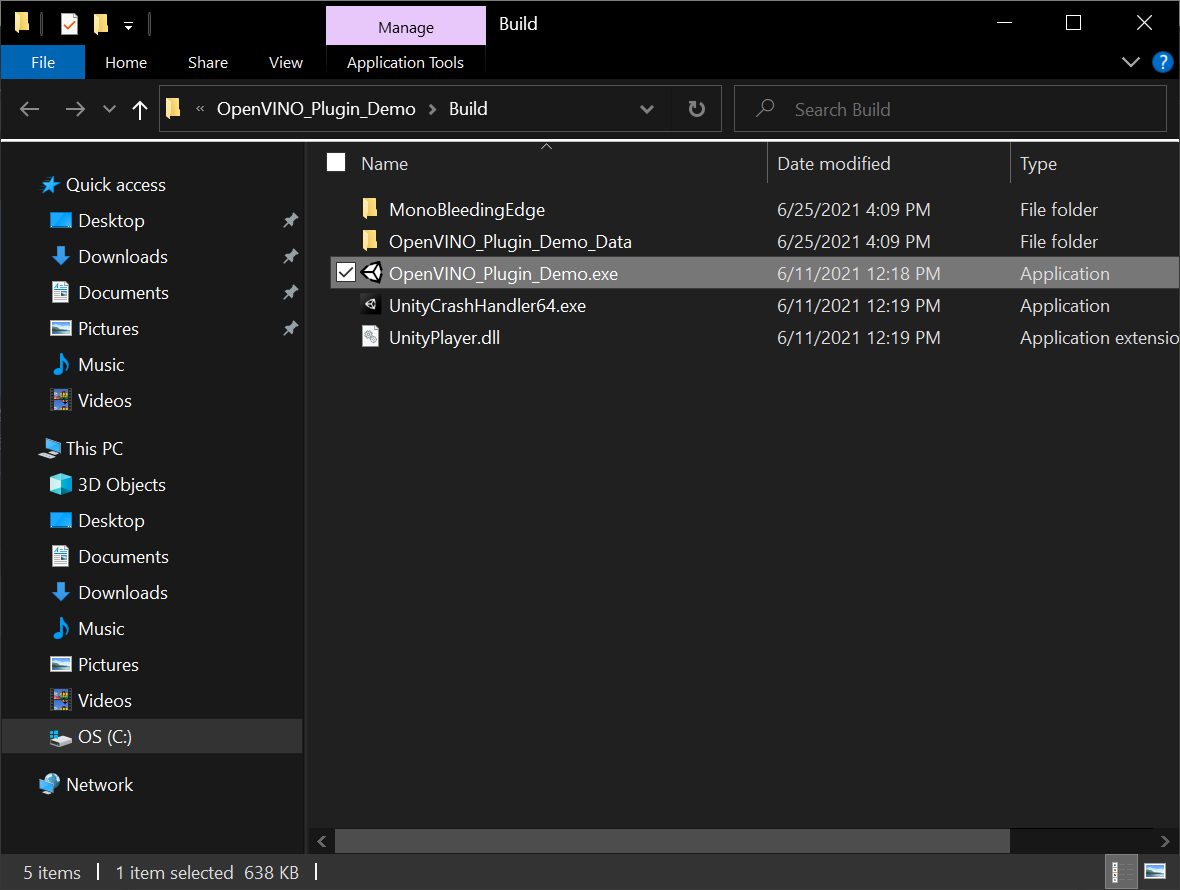 Manage Build
File Home Share View Application Tools ?
« OpenVINO_Plugin_Demo > Build Search Build
Name Date modified Type
Quick access
Desktop
Downloads
Documents
Pictures
Music
Videos
This PC
3D Objects
Desktop
Documents
Downloads
Music
Pictures
Videos
OS (C:)
Network
MonoBleedingEdge 6/25/2021 4:09 PM File folder
OpenVINO_Plugin_Demo_Data 6/25/2021 4:09 PM File folder
OpenVINO_Plugin_Demo.exe 6/11/2021 12:18 PM Application
UnityCrashHandler64.exe 6/11/2021 12:19 PM Application
UnityPlayer.dll 6/11/2021 12:19 PM Application extensio
5 items 1 item selected 638 KB